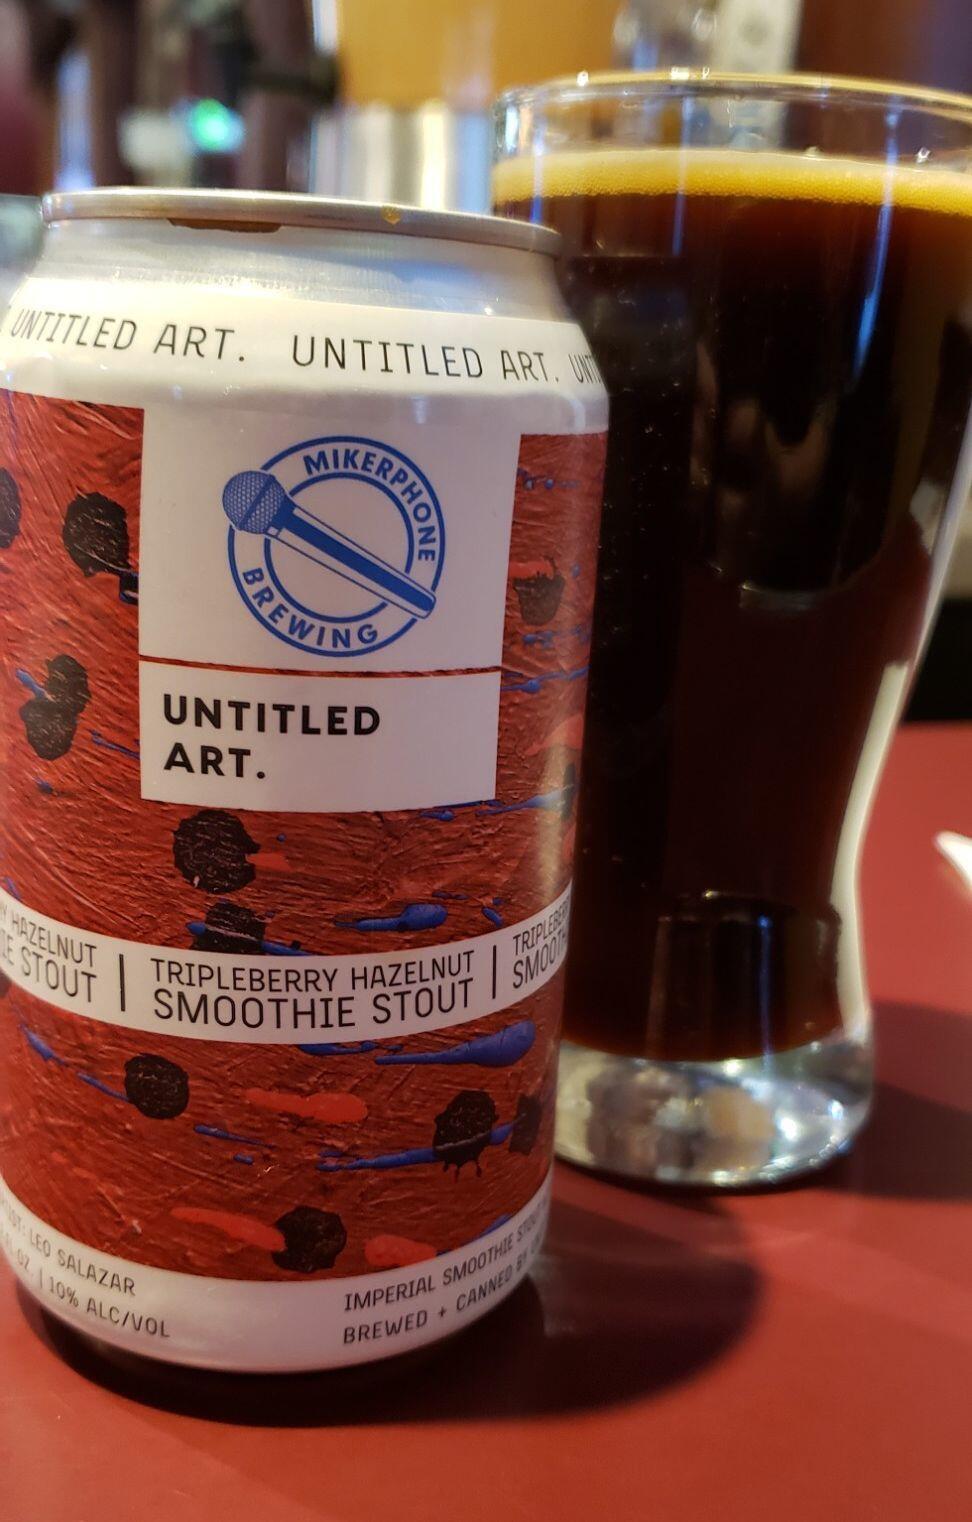 UNTITLED ART. UNTITLED ART.
MIKERPHONE
BREWING
UNTITLED
ART.
HAZELNUT
STOUT
TRIPLEBERRY HAZELNUT
SMOOTHIE STOUT
LEO SALAZAR
OZ. | 10% ALC/VOL
IMPERIAL SMOOTHIE STOUT
BREWED + CANNED BY